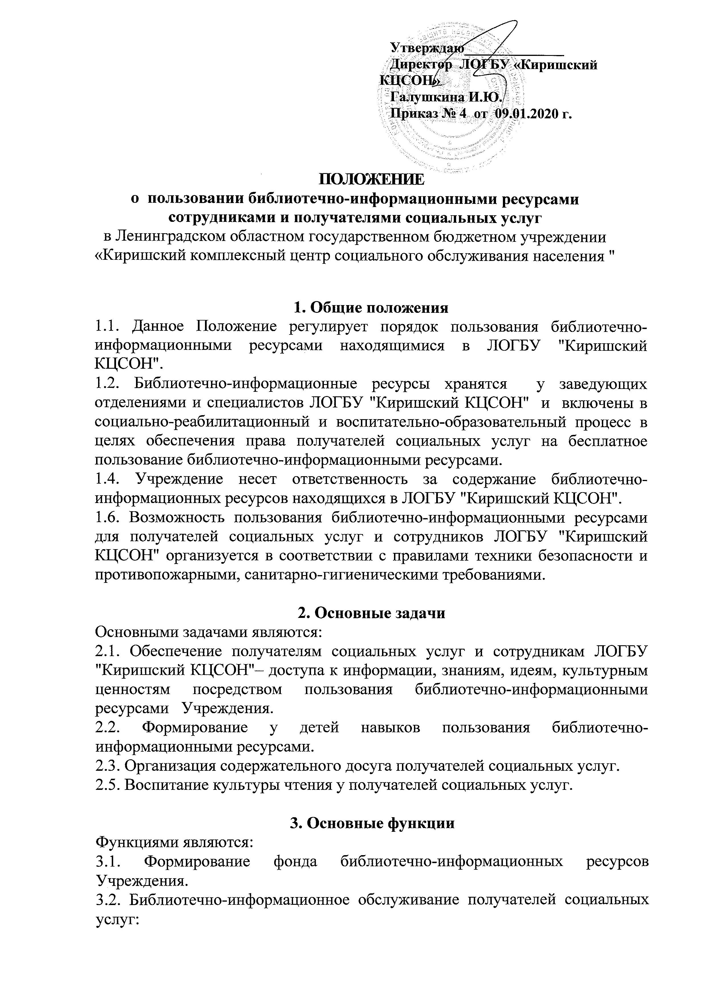 Утверждаю______________
Директор ЛОГБУ «Киришский
КЦСОН»
Галушкина И.Ю.
Приказ № 4 от 09.01.2020 г.
ПОЛОЖЕНИЕ
о пользовании библиотечно-информационными ресурсами
сотрудниками и получателями социальных услуг
в Ленинградском областном государственном бюджетном учреждении
«Киришский комплексный центр социального обслуживания населения "
1. Общие положения
1.1. Данное Положение регулирует порядок пользования библиотечно-
информационными ресурсами находящимися в ЛОГБУ "Киришский
КЦСОН".
1.2. Библиотечно-информационные ресурсы хранятся у заведующих
отделениями и специалистов ЛОГБУ "Киришский КЦСОН" и включены в
социально-реабилитационный и воспитательно-образовательный процесс в
целях обеспечения права получателей социальных услуг на бесплатное
пользование библиотечно-информационными ресурсами.
1.4. Учреждение несет ответственность за содержание библиотечно-
информационных ресурсов находящихся в ЛОГБУ "Киришский КЦСОН".
1.6. Возможность пользования библиотечно-информационными ресурсами
для получателей социальных услуг и сотрудников ЛОГБУ "Киришский
КЦСОН" организуется в соответствии с правилами техники безопасности и
противопожарными, санитарно-гигиеническими требованиями.
2. Основные задачи
Основными задачами являются:
2.1. Обеспечение получателям социальных услуг и сотрудникам ЛОГБУ
"Киришский КЦСОН"– доступа к информации, знаниям, идеям, культурным
ценностям посредством пользования библиотечно-информационными
ресурсами Учреждения.
2.2. Формирование у детей навыков пользования библиотечно-
информационными ресурсами.
2.3. Организация содержательного досуга получателей социальных услуг.
2.5. Воспитание культуры чтения у получателей социальных услуг.
3. Основные функции
Функциями являются:
3.1. Формирование фонда библиотечно-информационных ресурсов
Учреждения.
3.2. Библиотечно-информационное обслуживание получателей социальных
услуг: